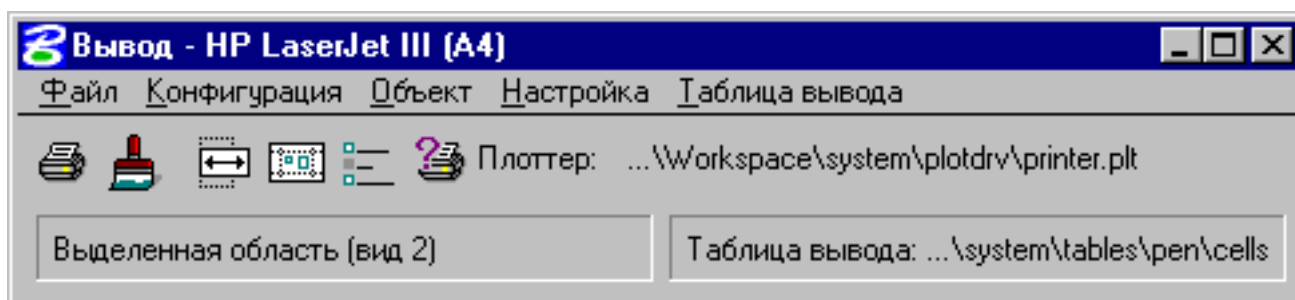 Вывод - HP LaserJet III (A4)
Файл Конфигурация Объект Настройка Таблица вывода
Плоттер: ...\Workspace\system\plotdrv\printer.plt
Выделенная область (вид 2) Таблица вывода: ...\system\tables\pen\cells